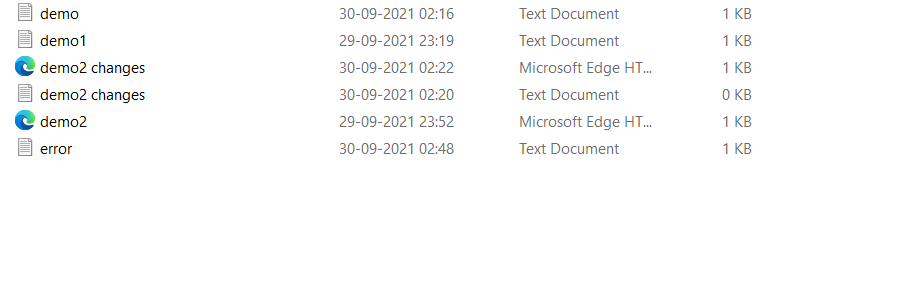 demo 30-09-2021 02:16 Text Document 1 KB
demo1 29-09-2021 23:19 Text Document 1 KB
demo2 changes 30-09-2021 02:22 Microsoft Edge HT... 1 KB
demo2 changes 30-09-2021 02:20 Text Document 0 KB
demo2 29-09-2021 23:52 Microsoft Edge HT... 1 KB
error 30-09-2021 02:48 Text Document 1 KB